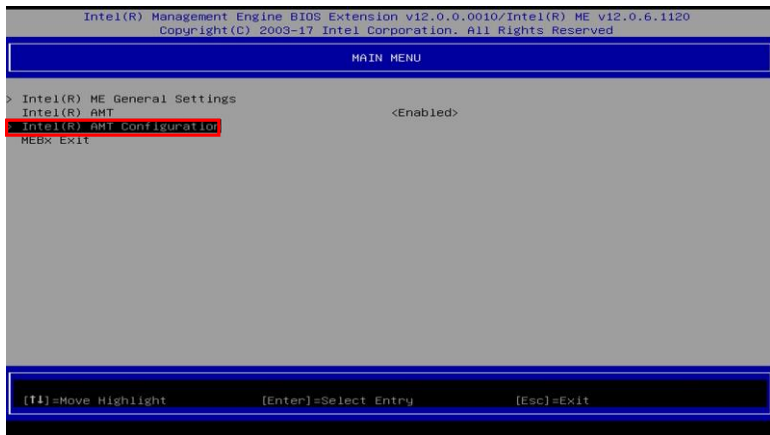 Intel(R) Management Engine BIOS Extension v12.0.0.0010/Intel(R) ME v12.0.6.1120
Copyright(C) 2003-17 Intel Corporation. All Rights Reserved
MAIN MENU
> Intel(R) ME General Settings
Intel(R) AMT <Enabled>
> Intel(R) AMT Configuration
MEBx Exit
[↑↓]=Move Highlight [Enter]=Select Entry [Esc]=Exit